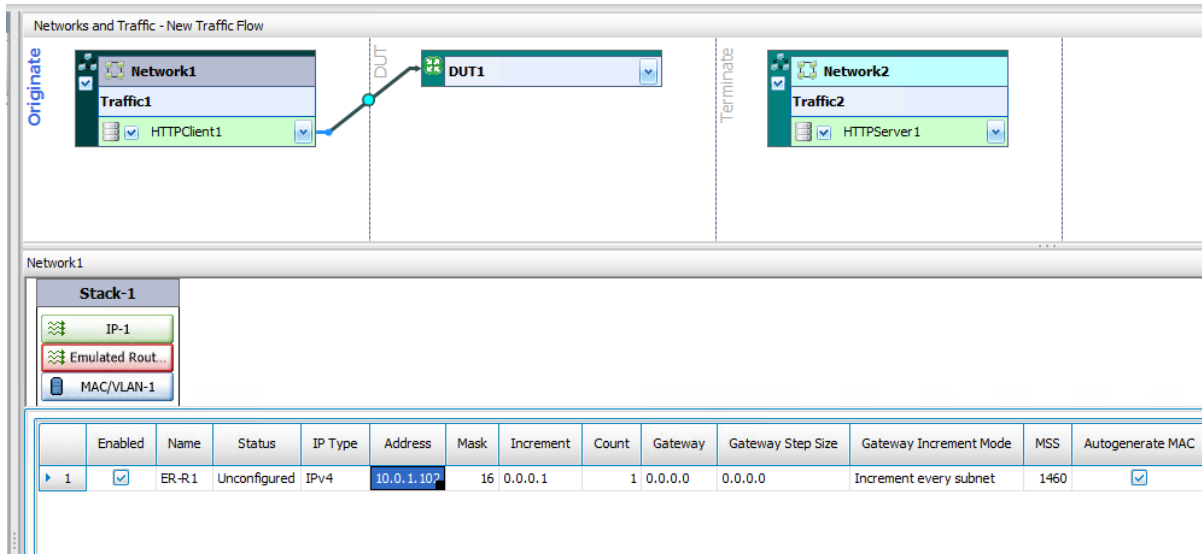 Networks and Traffic - New Traffic Flow
Originate
DUT
Terminate
Network1
DUT1
Network2
Traffic1
Traffic2
HTTPClient1
HTTPServer1
Network1
Stack-1
IP-1
Emulated Rout...
MAC/VLAN-1
Enabled Name Status IP Type Address Mask Increment Count Gateway Gateway Step Size Gateway Increment Mode MSS Autogenerate MAC
1 ER-R1 Unconfigured IPv4 10.0.1.102 16 0.0.0.1 1 0.0.0.0 0.0.0.0 Increment every subnet 1460